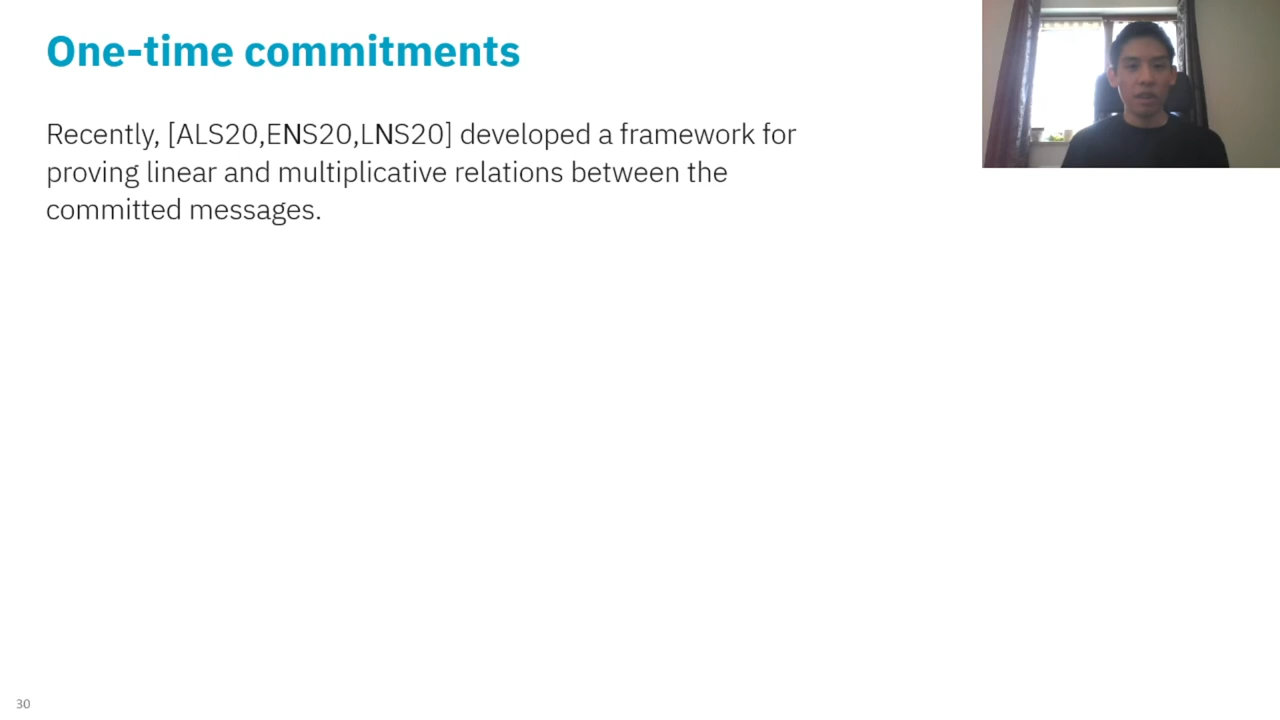 One-time commitments
Recently, [ALS20,ENS20,LNS20] developed a framework for
proving linear and multiplicative relations between the
committed messages.
30